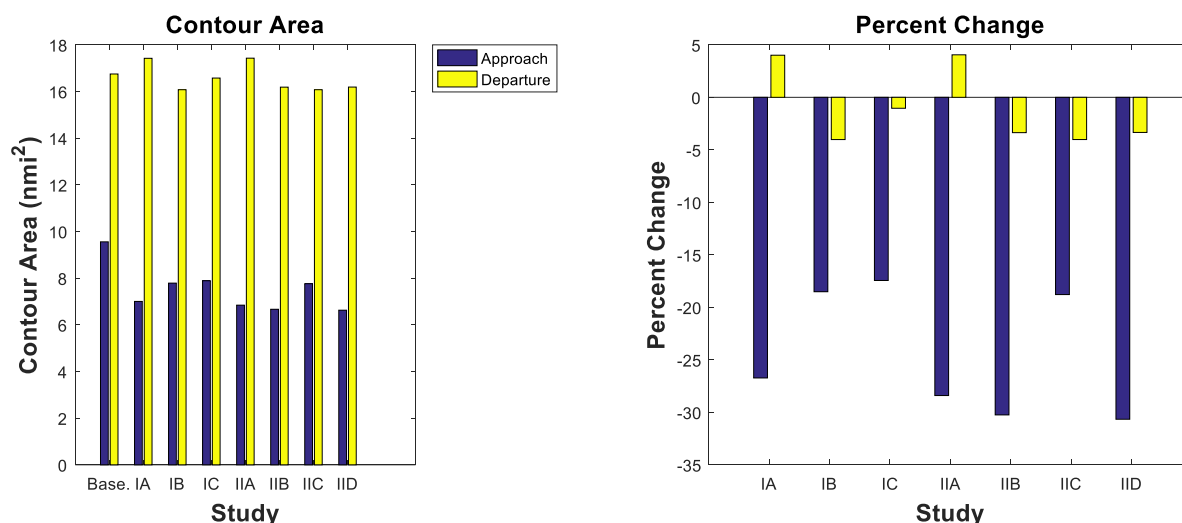 Contour Area
18
16
14
12
10
8
6
4
2
0
Contour Area (nmi²)
Base. IA IB IC IIA IIB IIC IID
Study
Approach
Departure
Percent Change
5
0
-5
-10
-15
-20
-25
-30
-35
Percent Change
IA IB IC IIA IIB IIC IID
Study